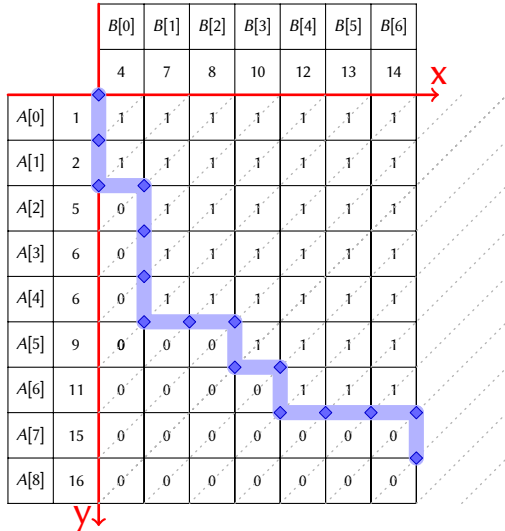 B[0] B[1] B[2] B[3] B[4] B[5] B[6]
4 7 8 10 12 13 14
x
A[0] 1 1 1 1 1 1 1 1
A[1] 2 1 1 1 1 1 1 1
A[2] 5 0 1 1 1 1 1 1
A[3] 6 0 1 1 1 1 1 1
A[4] 6 0 1 1 1 1 1 1
A[5] 9 0 0 0 1 1 1 1
A[6] 11 0 0 0 0 1 1 1
A[7] 15 0 0 0 0 0 0 0
A[8] 16 0 0 0 0 0 0 0
y